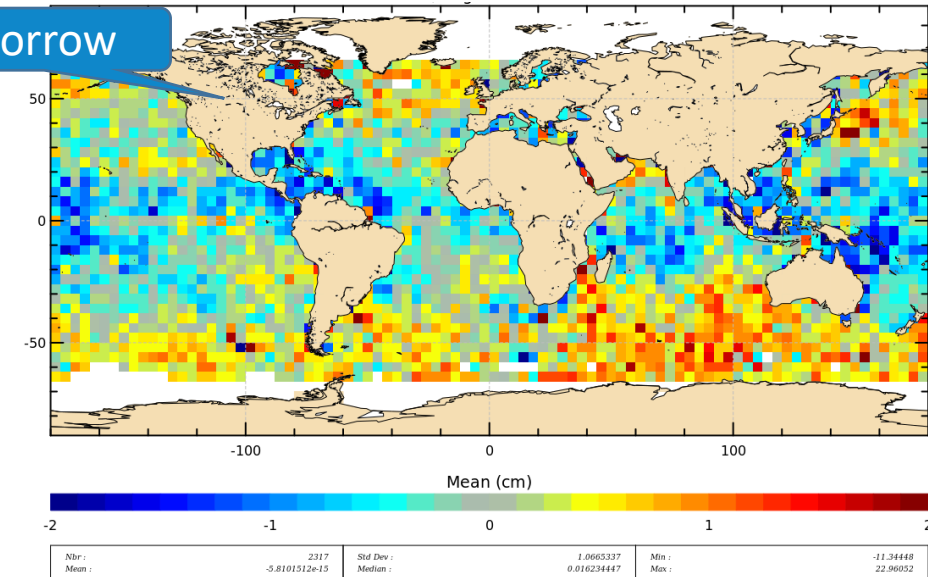 orrow
50
0
-50
-100 0 100
Mean (cm)
-2 -1 0 1 2
Nbr : 2317 Std Dev : 1.0665337 Min : -11.34448
Mean : -5.8101512e-15 Median : 0.016234447 Max : 22.96052